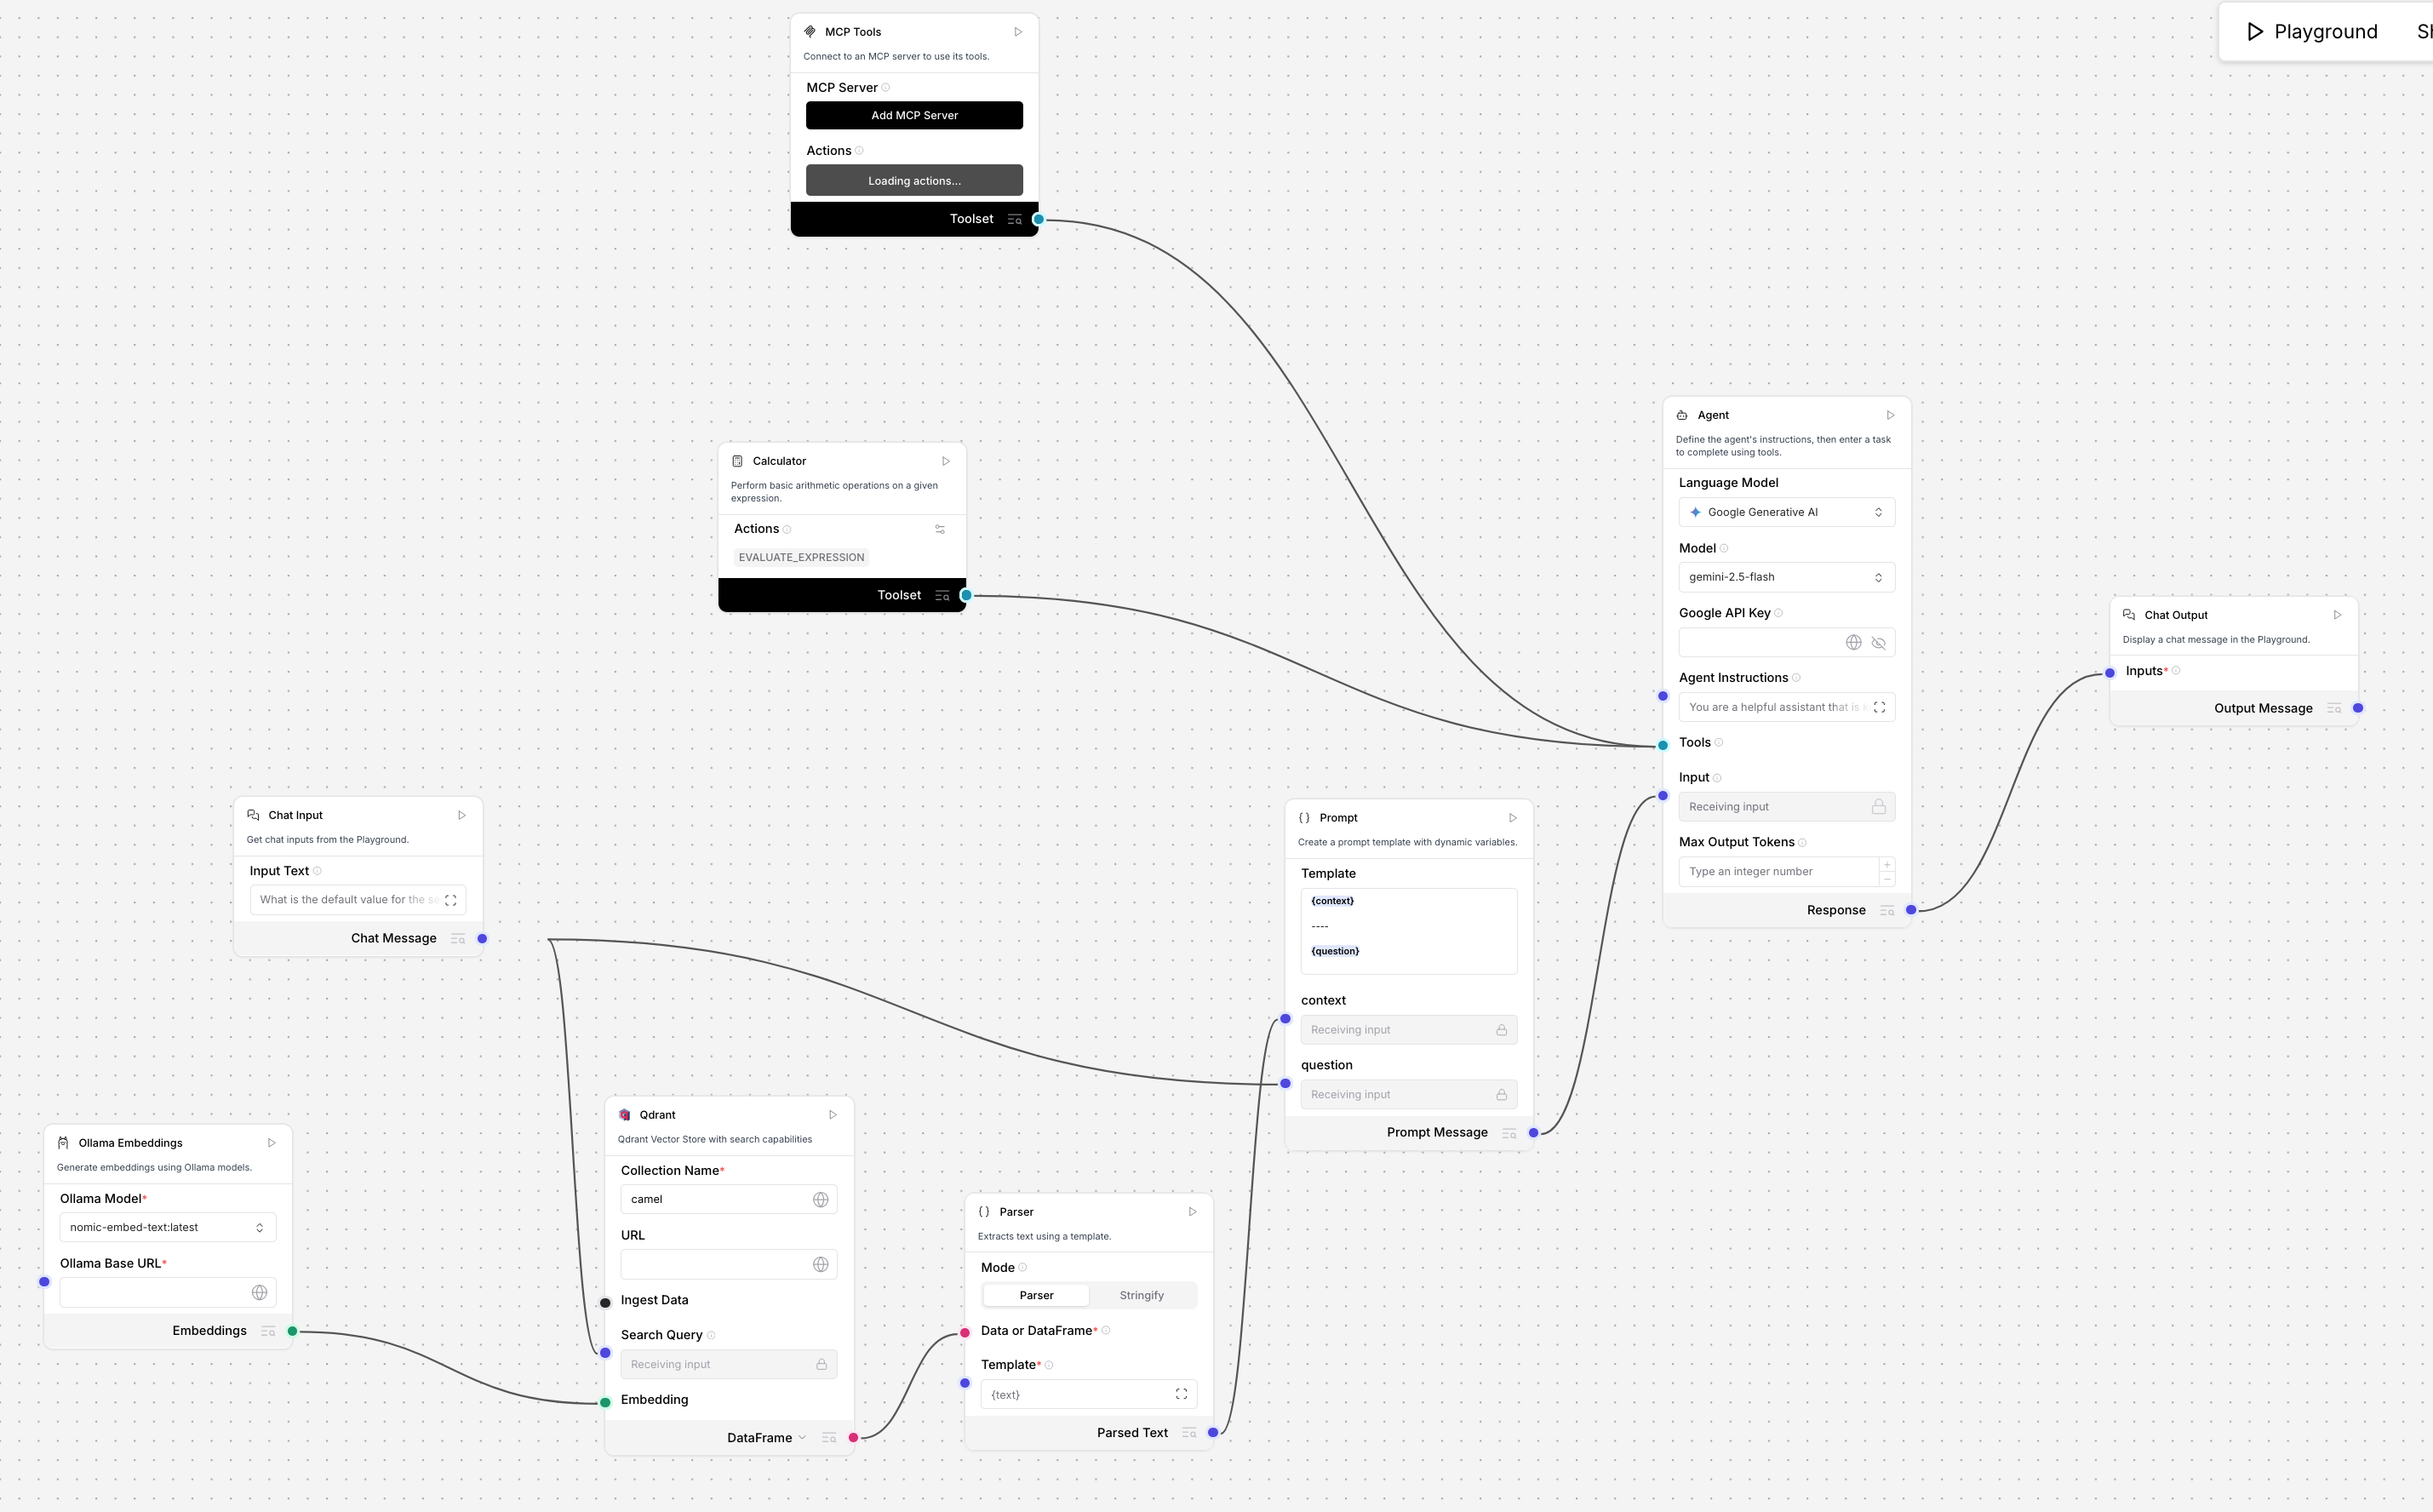 Playground
MCP Tools
Connect to an MCP server to use its tools.
MCP Server
Add MCP Server
Actions
Loading actions...
Toolset
Calculator
Perform basic arithmetic operations on a given
expression.
Actions
EVALUATE_EXPRESSION
Toolset
Agent
Define the agent's instructions, then enter a task
to complete using tools.
Language Model
Google Generative AI
Model
gemini-2.5-flash
Google API Key
Agent Instructions
You are a helpful assistant that is
Tools
Input
Receiving input
Max Output Tokens
Type an integer number
Response
Chat Output
Display a chat message in the Playground.
Inputs*
Output Message
Chat Input
Get chat inputs from the Playground.
Input Text
What is the default value for the
Chat Message
Prompt
Create a prompt template with dynamic variables.
Template
{context}
----
{question}
context
Receiving input
question
Receiving input
Prompt Message
Ollama Embeddings
Generate embeddings using Ollama models.
Ollama Model*
nomic-embed-text:latest
Ollama Base URL*
Embeddings
Qdrant
Qdrant Vector Store with search capabilities
Collection Name*
camel
URL
Ingest Data
Search Query
Receiving input
Embedding
DataFrame
Parser
Extracts text using a template.
Mode
Parser Stringify
Data or DataFrame*
Template*
{text}
Parsed Text